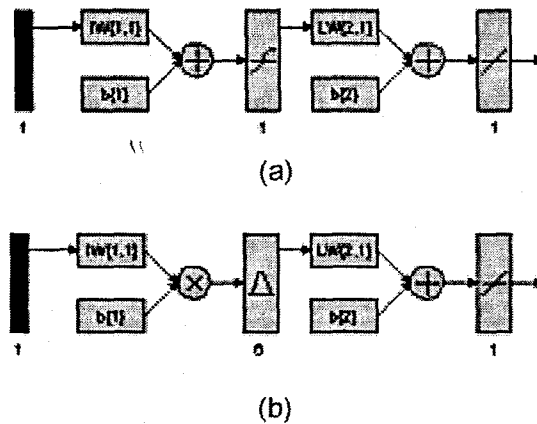 IW[1,1] LW[2,1]
b[1] b[2]
1 1 1
(a)
IW[1,1] LW[2,1]
b[1] b[2]
1 0 1
(b)